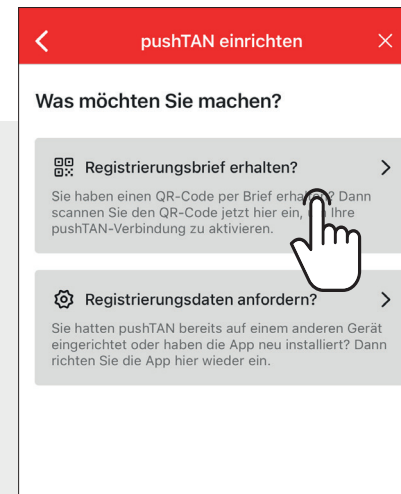 pushTAN einrichten
Was möchten Sie machen?
Registrierungsbrief erhalten?
Sie haben einen QR-Code per Brief erhalten? Dann
scannen Sie den QR-Code jetzt hier ein, Ihre
pushTAN-Verbindung zu aktivieren.
Registrierungsdaten anfordern?
Sie hatten pushTAN bereits auf einem anderen Gerät
eingerichtet oder haben die App neu installiert? Dann
richten Sie die App hier wieder ein.